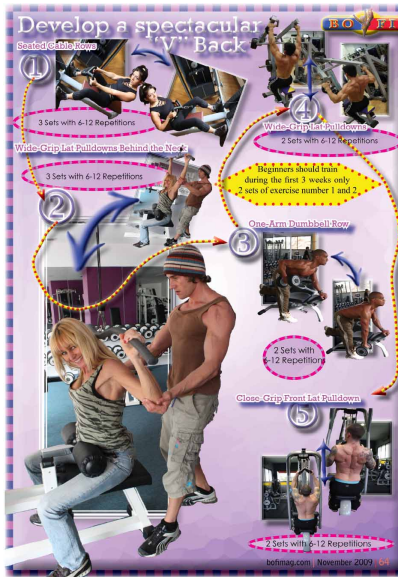 Develop a spectacular
"V" Back
BO FI
Seated Cable Rows
1
3 Sets with 6-12 Repetitions
Wide-Grip Lat Pulldowns Behind the Neck
3 Sets with 6-12 Repetitions
2
4
Wide-Grip Lat Pulldowns
2 Sets with 6-12 Repetitions
Beginners should train
during the first 3 weeks only
2 sets of exercise number 1 and 2
One-Arm Dumbbell Row
3
2 Sets with
6-12 Repetitions
Close-Grip Front Lat Pulldown
5
2 Sets with 6-12 Repetitions
bofimag.com November 2009 64